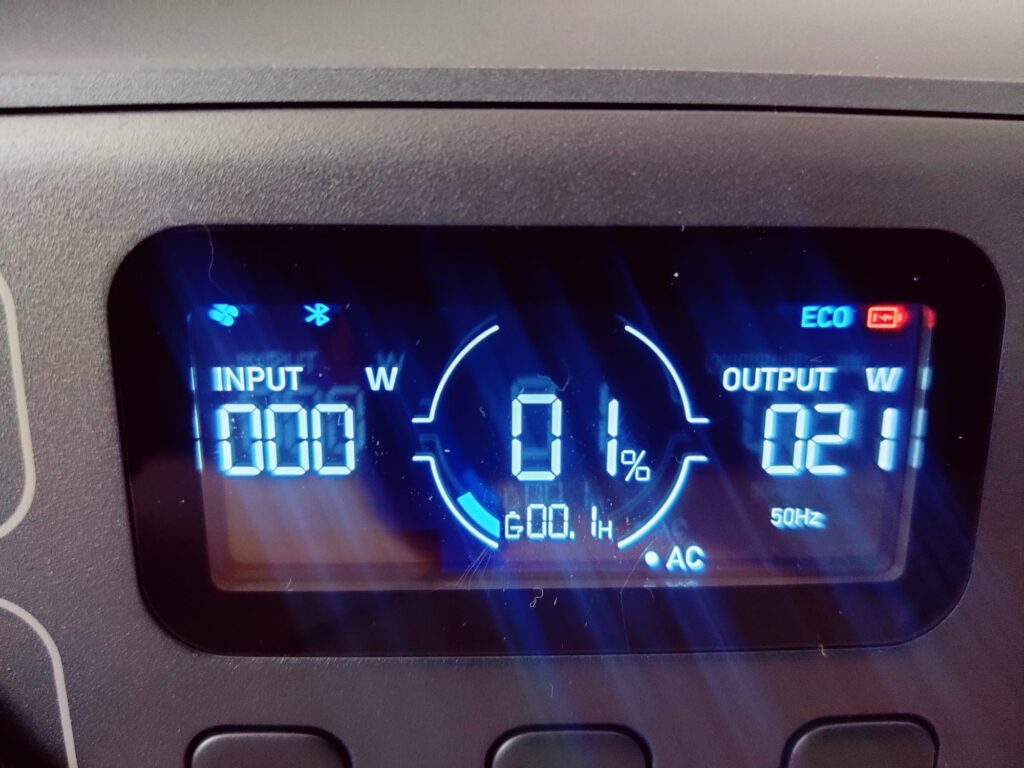 ECO
INPUT W
OUTPUT W
000
01%
021
00.1H
50Hz
AC